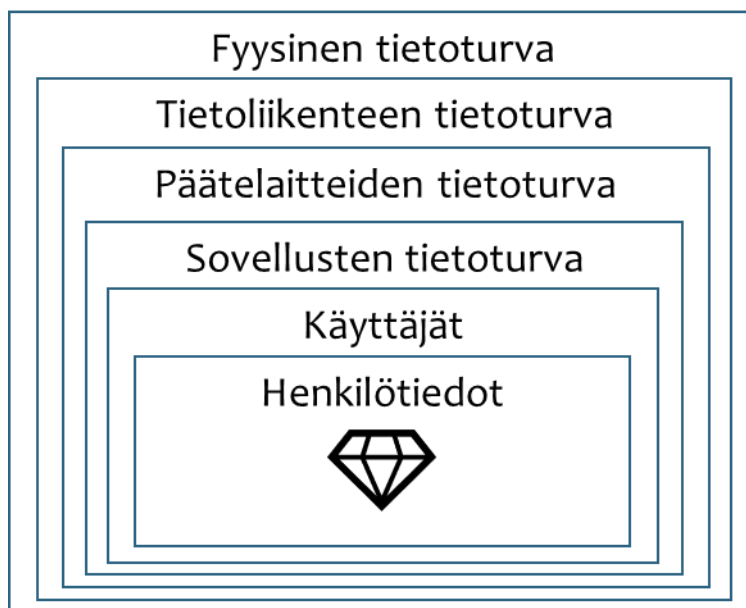 Fyysinen tietoturva
Tietoliikenteen tietoturva
Päätelaitteiden tietoturva
Sovellusten tietoturva
Käyttäjät
Henkilötiedot